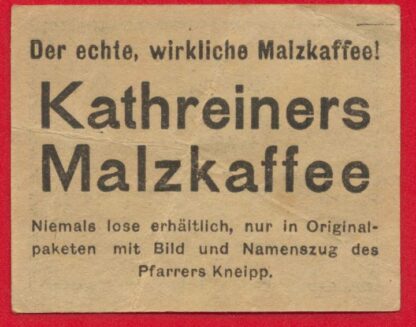 Der echte, wirkliche Malzkaffee!
Kathreiners
Malzkaffee
Niemals lose erhältlich, nur in Original-
paketen mit Bild und Namenszug des
Pfarrers Kneipp.